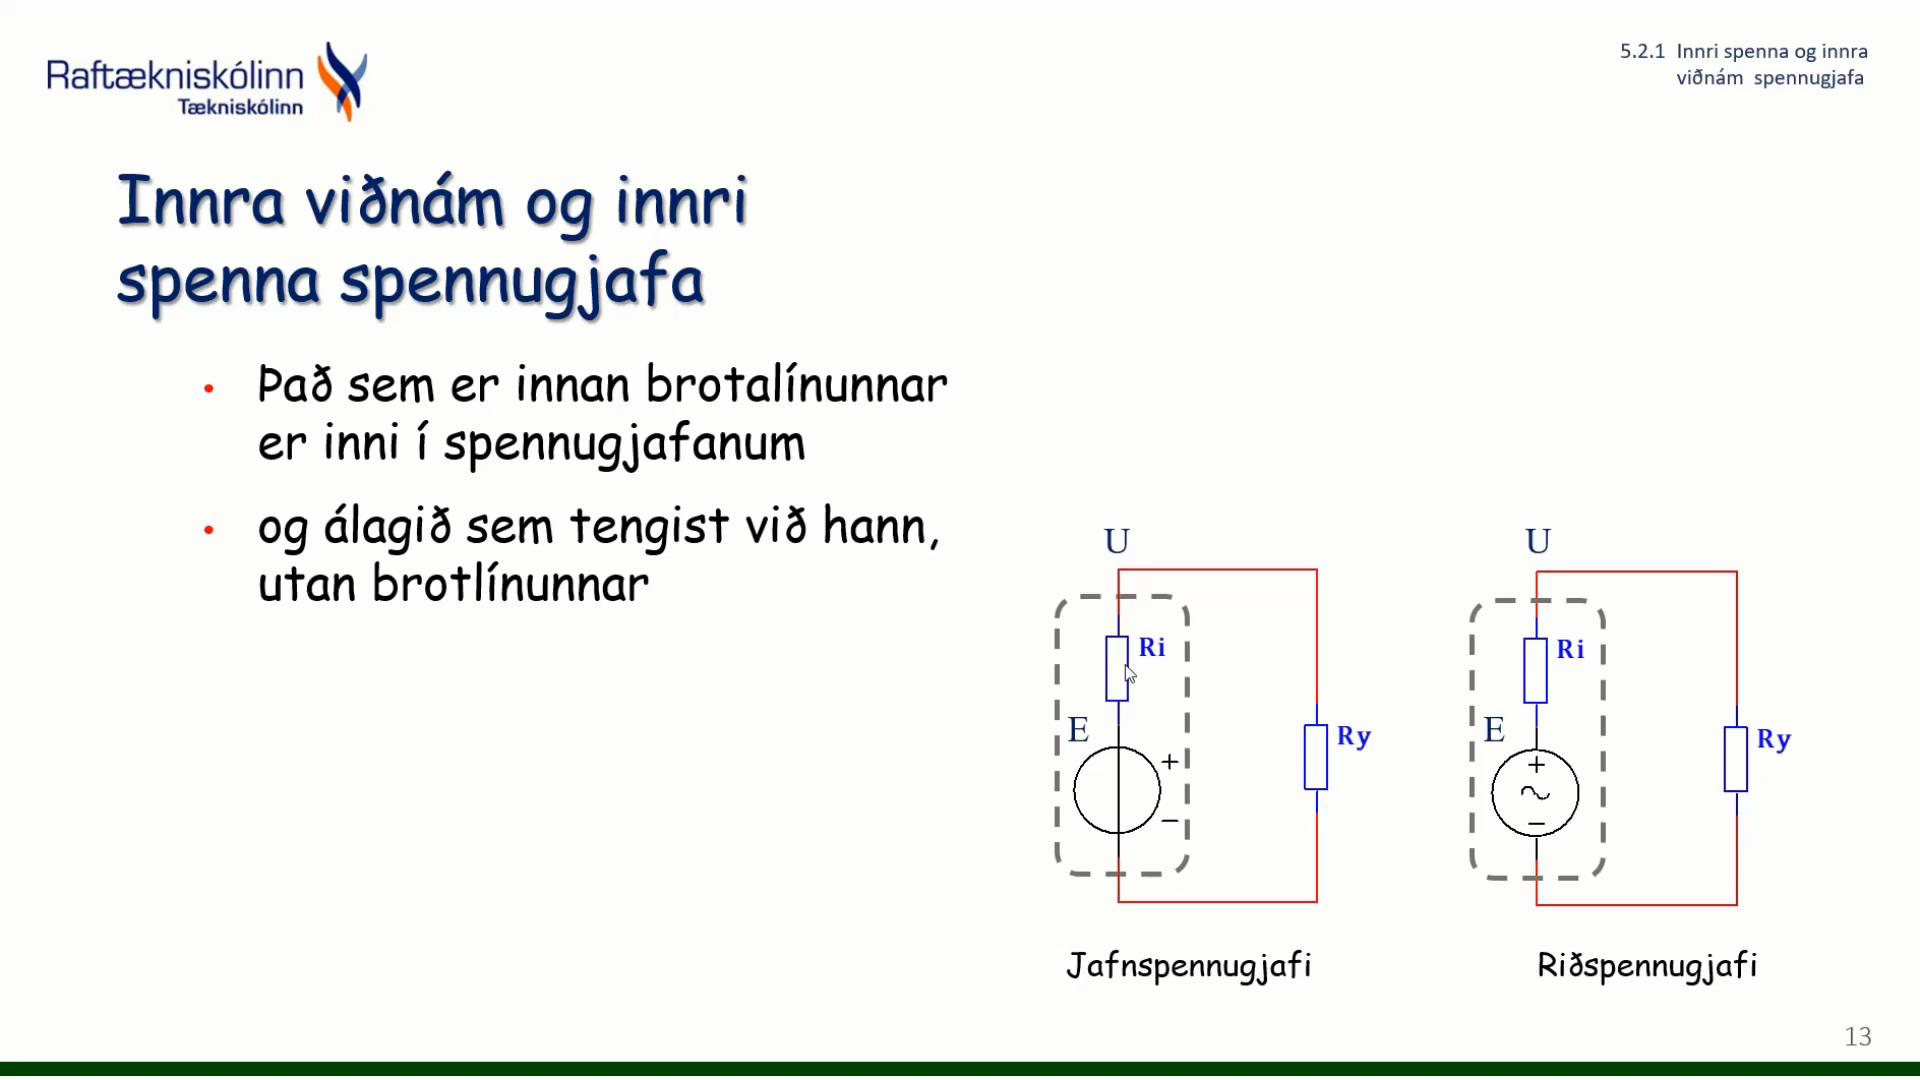 Raftækniskólinn
Tækniskólinn
5.2.1 Innri spenna og innra
viðnám spennugjafa
Innra viðnám og innri
spenna spennugjafa
• Það sem er innan brotalínunnar
er inni í spennugjafanum
• og álagið sem tengist við hann,
utan brotlínunnar
U
Ri
E
+
−
Ry
Jafnspennugjafi
U
Ri
E
+
~
−
Ry
Riðspennugjafi
13